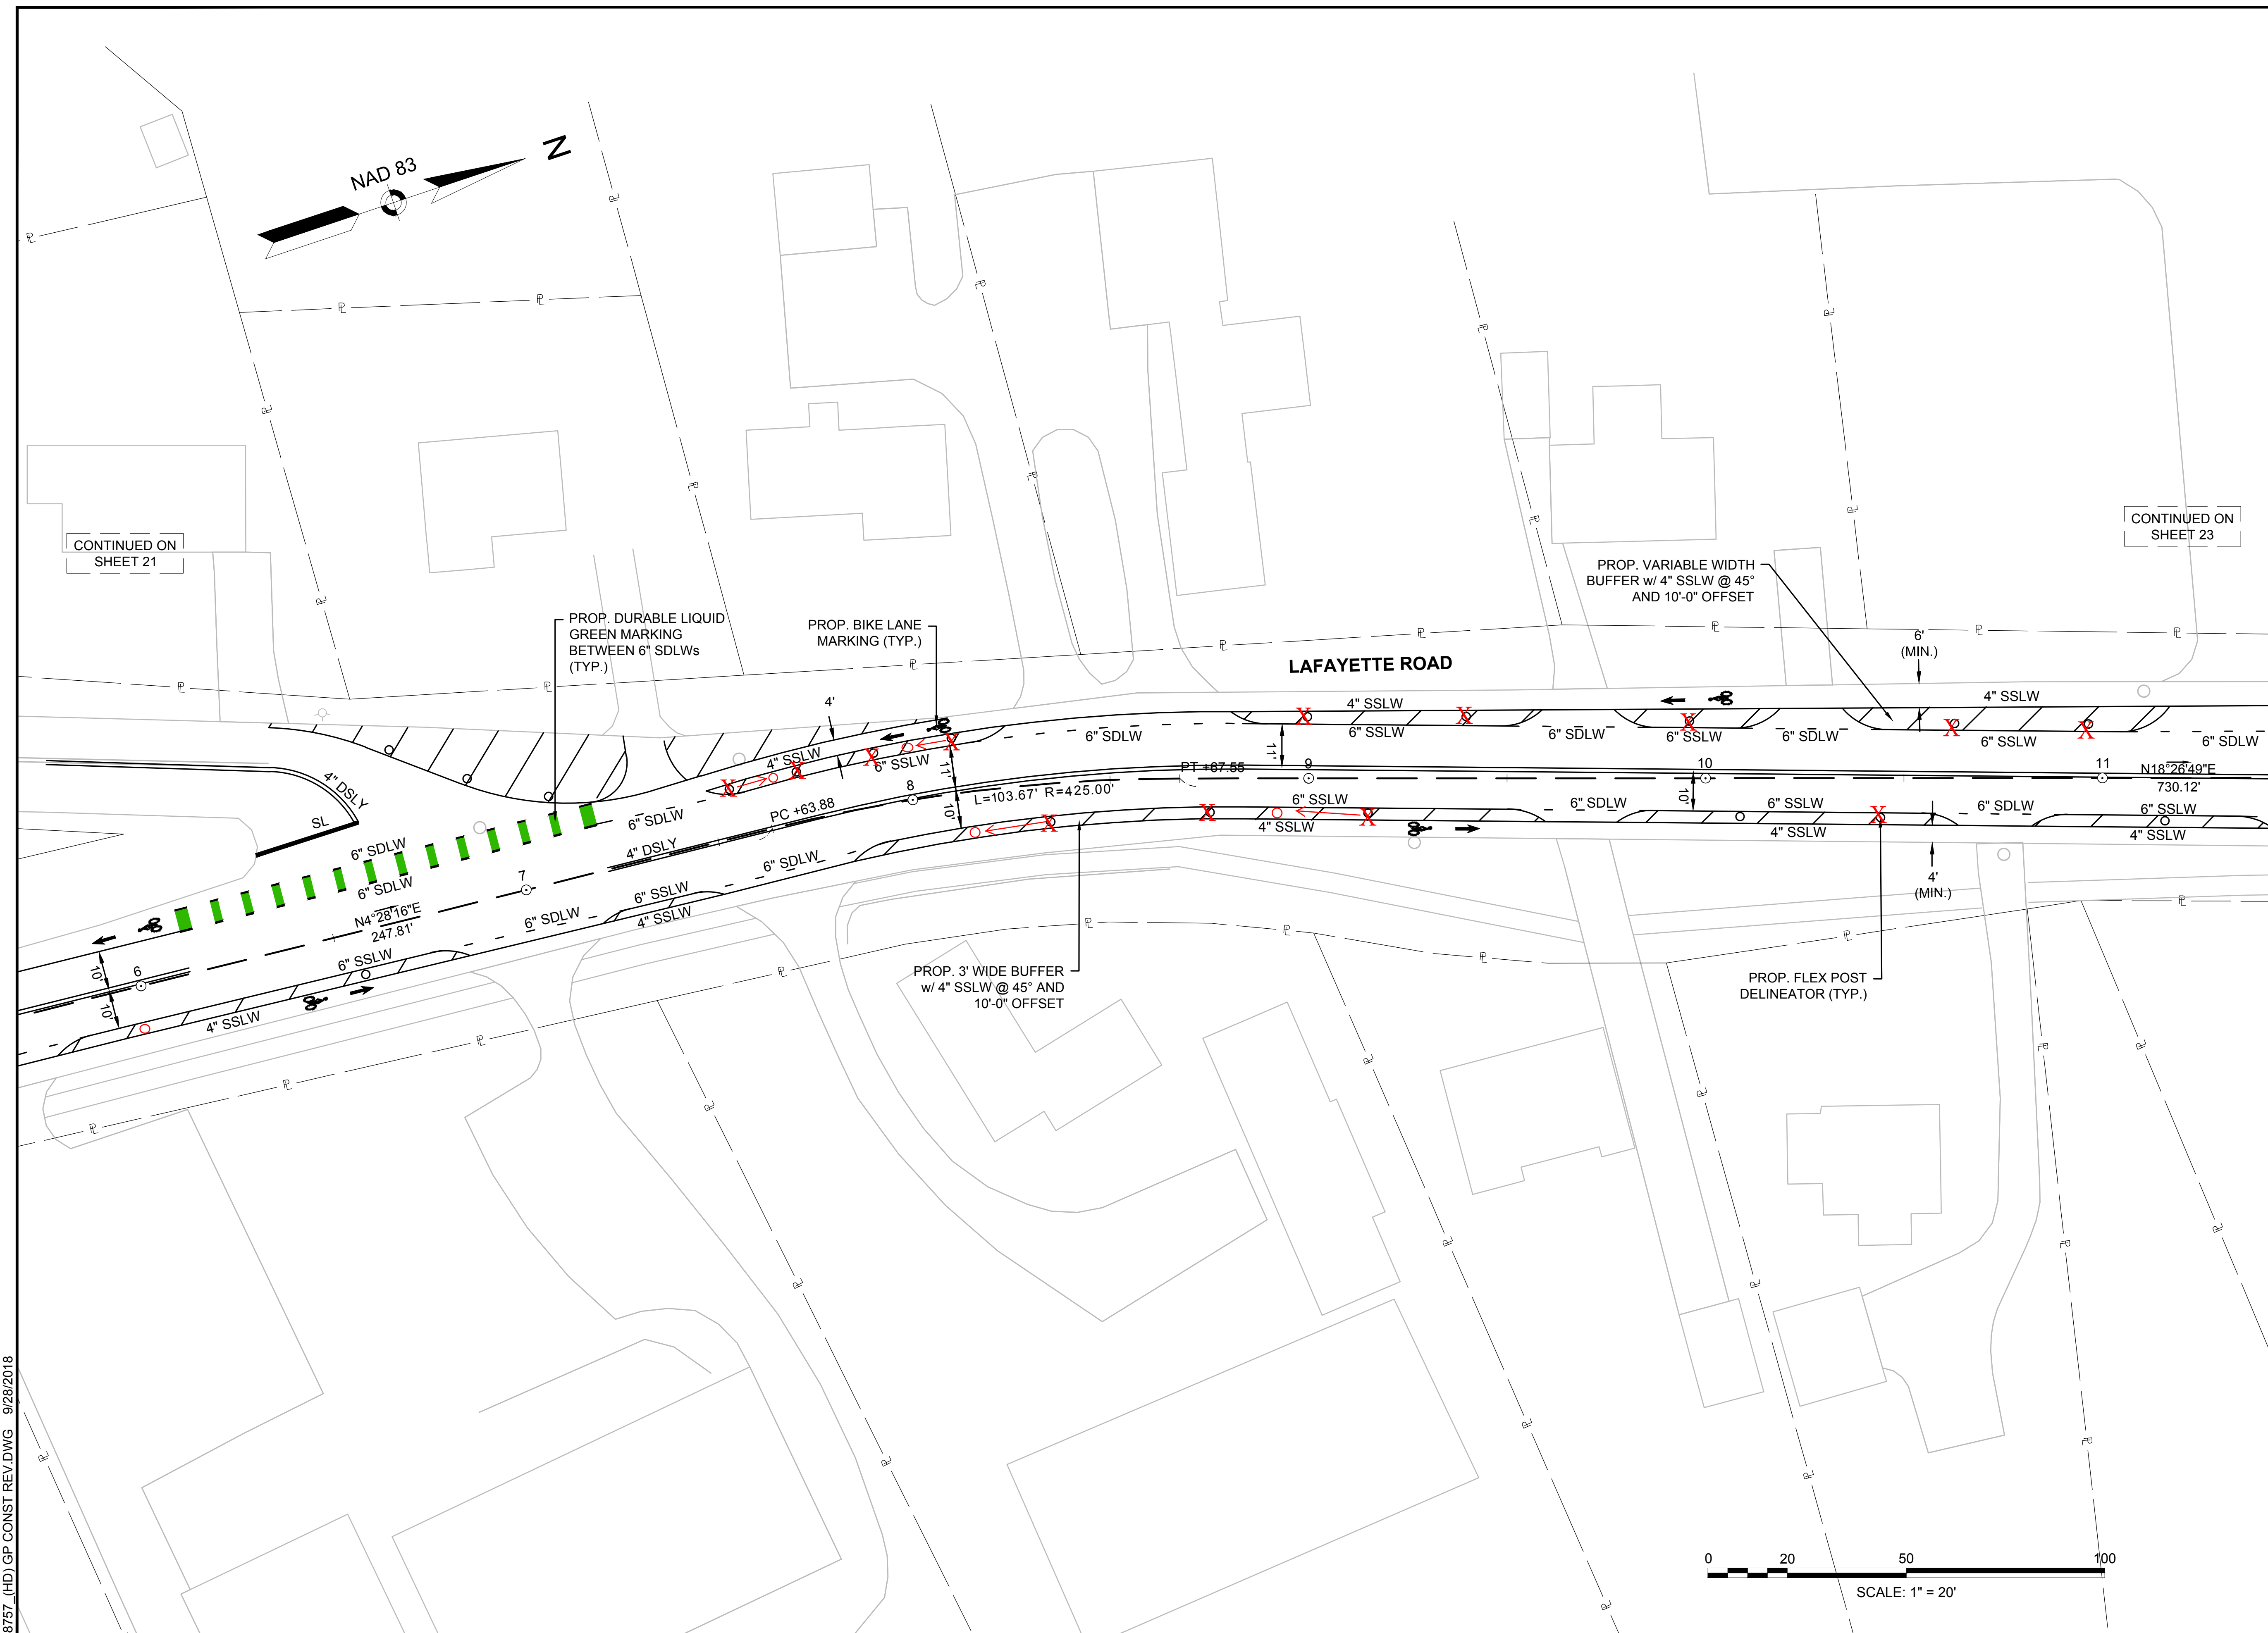 NAD 83
N
CONTINUED ON
SHEET 21
CONTINUED ON
SHEET 23
PROP. VARIABLE WIDTH
BUFFER w/ 4" SSLW @ 45°
AND 10'-0" OFFSET
PROP. DURABLE LIQUID
GREEN MARKING
BETWEEN 6" SDLWs
(TYP.)
PROP. BIKE LANE
MARKING (TYP.)
LAFAYETTE ROAD
6'
(MIN.)
4'
4" SSLW
4" SSLW
4" SSLW
6" SSLW
6" SDLW
6" SSLW
6" SDLW
6" SSLW
6" SDLW
6" SSLW
6" SDLW
11'
11'
4" DSLY
SL
PC +63.88
8
L=103.67' R=425.00'
PT +67.55
9
10
11
N18°26'49"E
730.12'
6" SDLW
6" SDLW
6" SDLW
4" DSLY
7
N4°28'16"E
247.81'
6
10'
10'
6" SSLW
4" SSLW
6" SDLW
6" SSLW
4" SSLW
6" SDLW
10'
6" SSLW
4" SSLW
6" SDLW
10'
6" SSLW
4" SSLW
6" SDLW
6" SSLW
4" SSLW
4'
(MIN.)
PROP. 3' WIDE BUFFER
w/ 4" SSLW @ 45° AND
10'-0" OFFSET
PROP. FLEX POST
DELINEATOR (TYP.)
0 20 50 100
SCALE: 1" = 20'
8757_(HD) GP CONST REV.DWG 9/28/2018